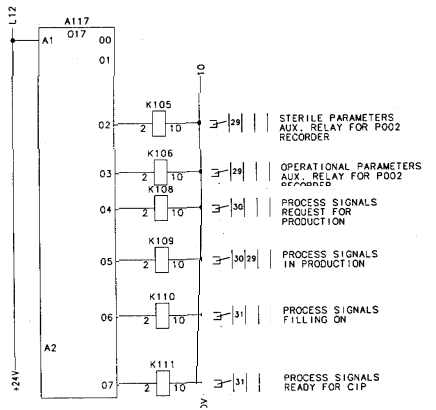 L12
A117
A1
017
00
01
10
K105
02
2
10
29
STERILE PARAMETERS
AUX. RELAY FOR P002
RECORDER
K106
03
2
10
29
OPERATIONAL PARAMETERS
AUX. RELAY FOR P002
RECORDER
K108
04
2
10
30
PROCESS SIGNALS
REQUEST FOR
PRODUCTION
K109
05
2
10
30
29
PROCESS SIGNALS
IN PRODUCTION
K110
06
2
10
31
PROCESS SIGNALS
FILLING ON
A2
K111
07
2
10
31
PROCESS SIGNALS
READY FOR CIP
+24V
0V